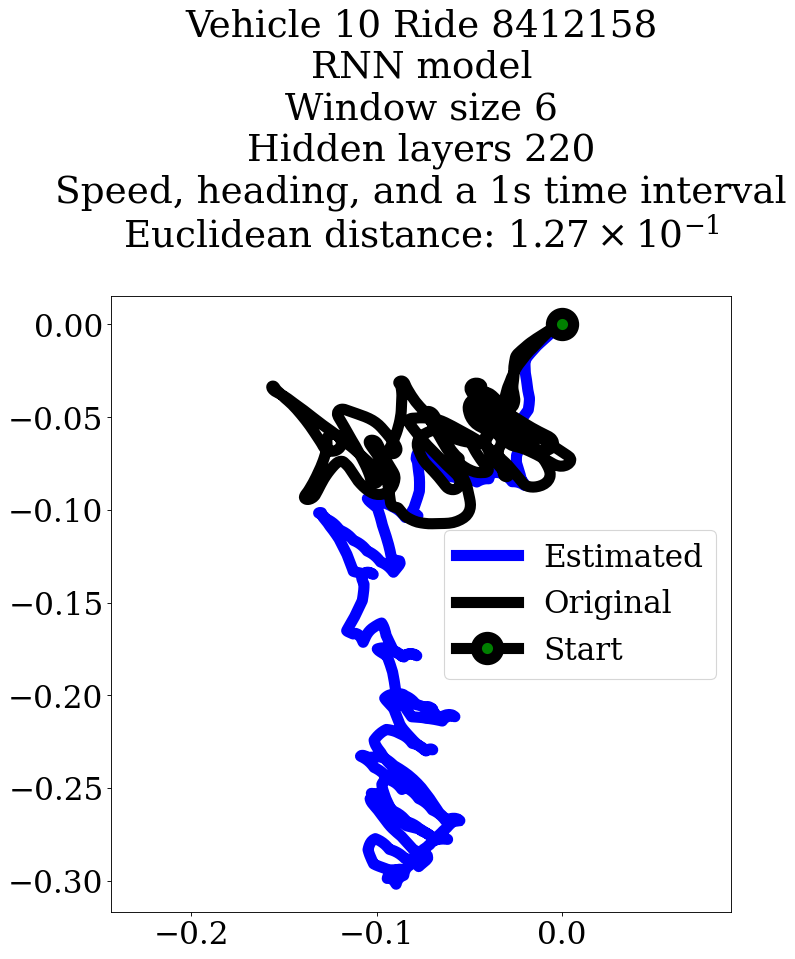 Vehicle 10 Ride 8412158
RNN model
Window size 6
Hidden layers 220
Speed, heading, and a 1s time interval
Euclidean distance: 1.27 × 10⁻¹
0.00
−0.05
−0.10
−0.15
−0.20
−0.25
−0.30
Estimated
Original
Start
−0.2
−0.1
0.0